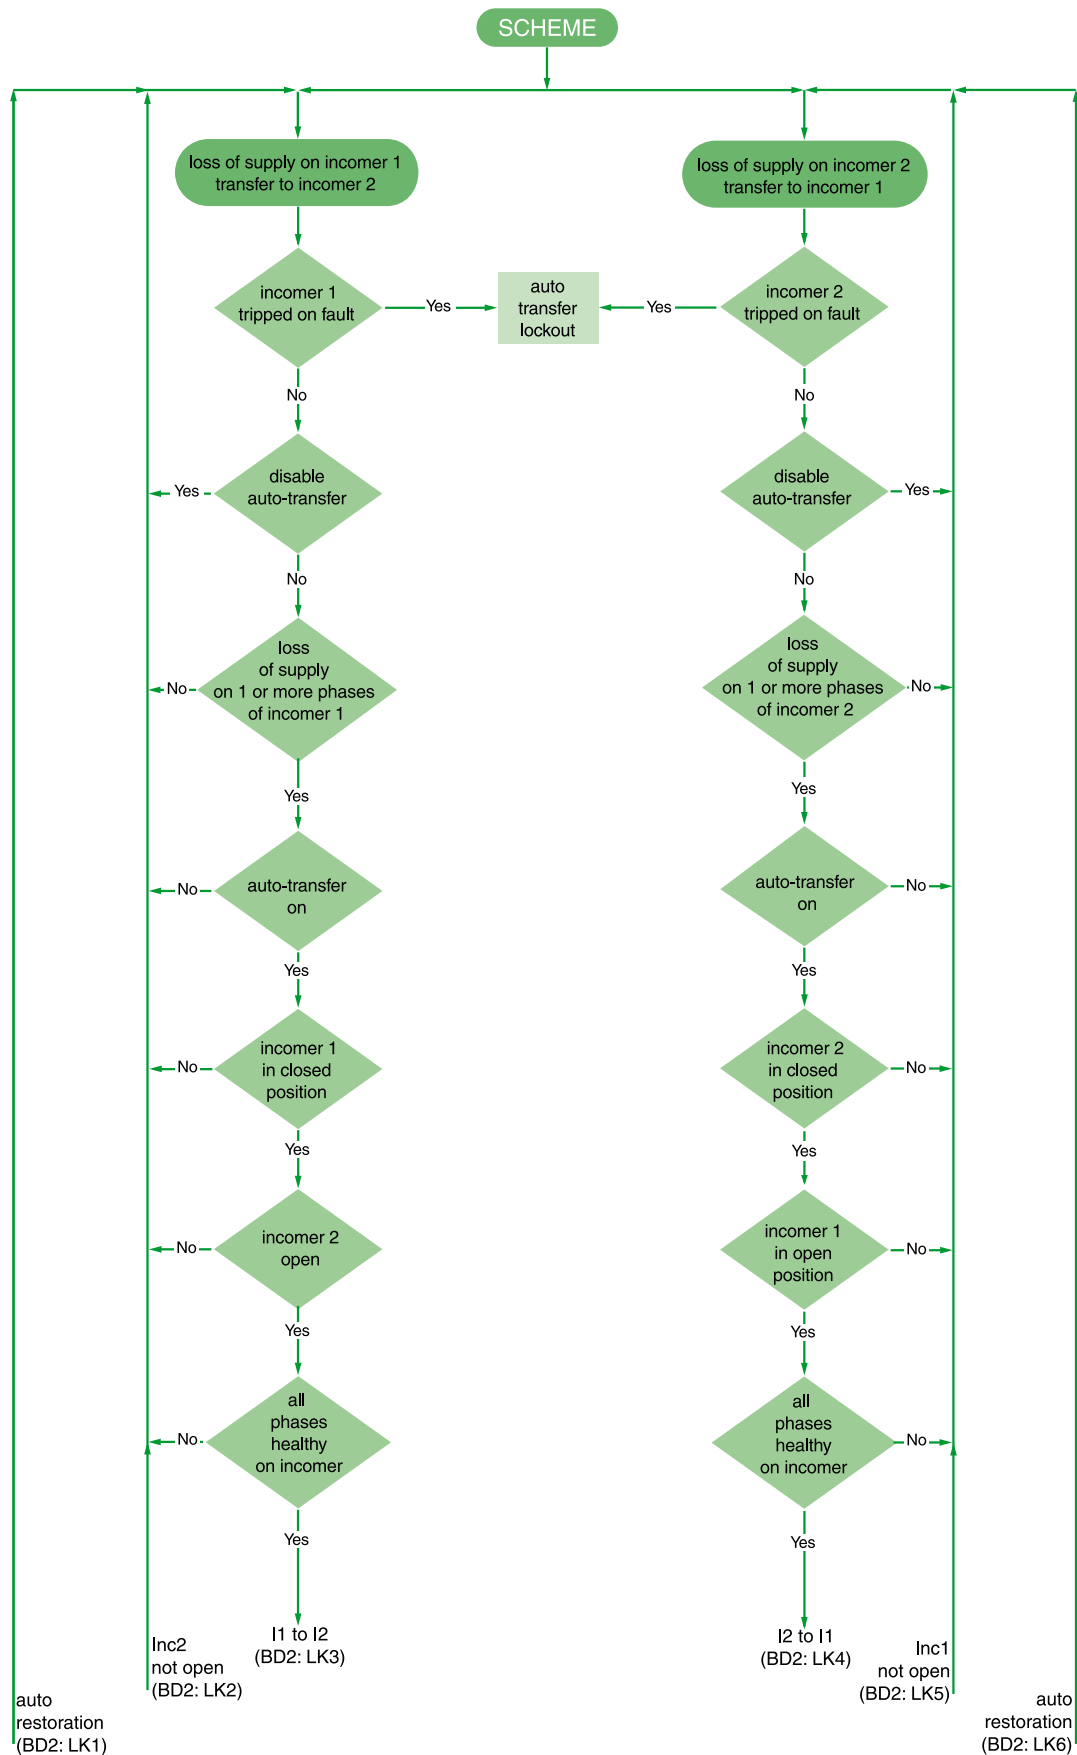 SCHEME
loss of supply on incomer 1
transfer to incomer 2
loss of supply on incomer 2
transfer to incomer 1
incomer 1
tripped on fault
Yes
auto
transfer
lockout
Yes
incomer 2
tripped on fault
No
No
disable
auto-transfer
Yes
disable
auto-transfer
Yes
No
No
loss
of supply
on 1 or more phases
of incomer 1
No
loss
of supply
on 1 or more phases
of incomer 2
No
Yes
Yes
auto-transfer
on
No
auto-transfer
on
No
Yes
Yes
incomer 1
in closed
position
No
incomer 2
in closed
position
No
Yes
Yes
incomer 2
open
No
incomer 1
in open
position
No
Yes
Yes
all
phases
healthy
on incomer
No
all
phases
healthy
on incomer
No
Yes
Yes
I1 to I2
(BD2: LK3)
I2 to I1
(BD2: LK4)
Inc2
not open
(BD2: LK2)
Inc1
not open
(BD2: LK5)
auto
restoration
(BD2: LK1)
auto
restoration
(BD2: LK6)